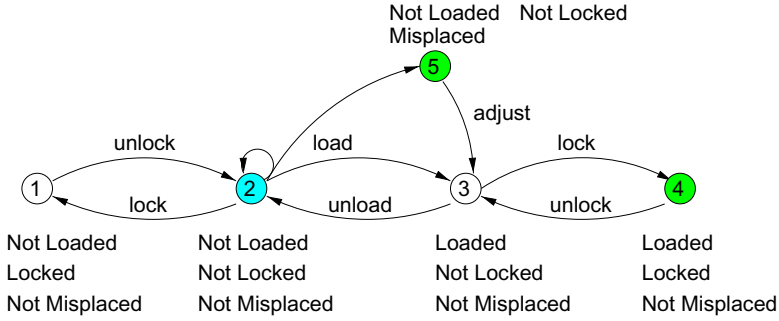 Not Loaded Not Locked
Misplaced
5
adjust
unlock
load
lock
1
2
3
4
lock
unload
unlock
Not Loaded
Locked
Not Misplaced
Not Loaded
Not Locked
Not Misplaced
Loaded
Not Locked
Not Misplaced
Loaded
Locked
Not Misplaced